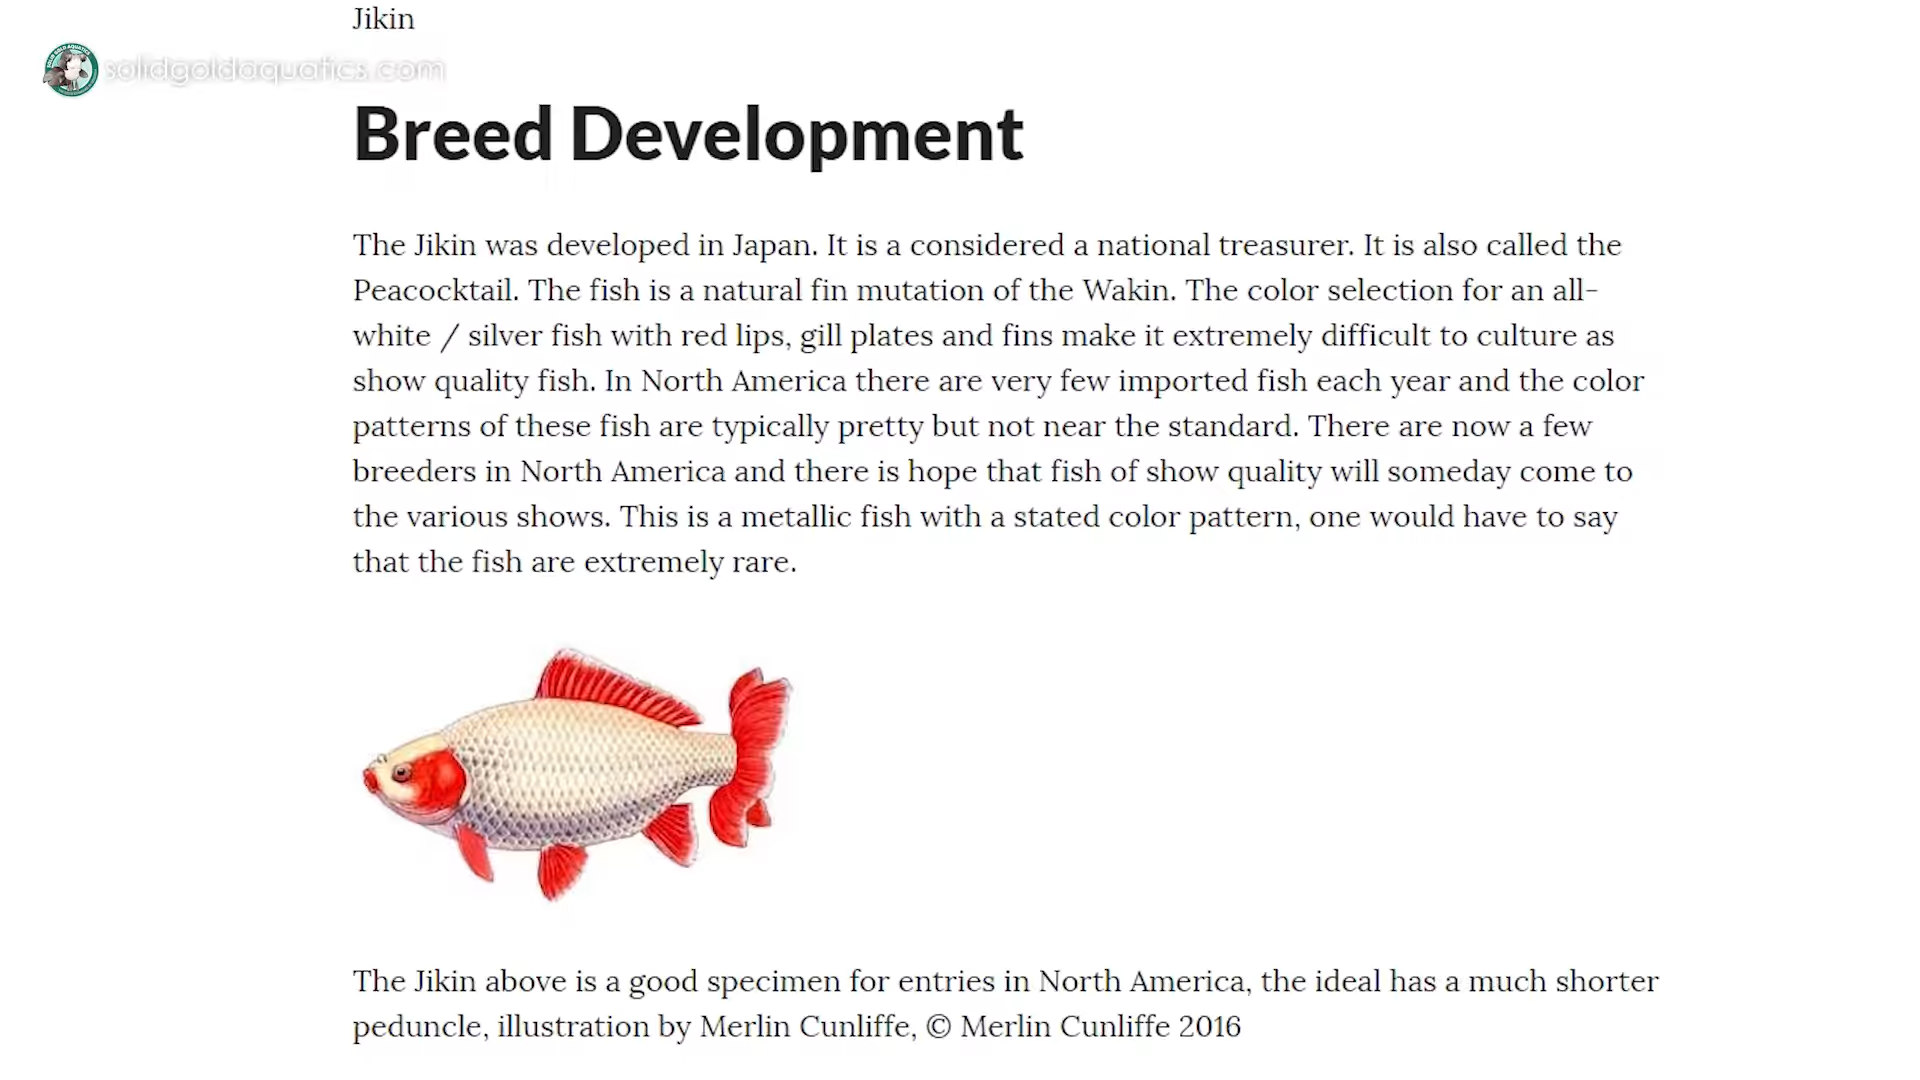 Jikin
solidgoldaquatics.com
Breed Development
The Jikin was developed in Japan. It is a considered a national treasurer. It is also called the
Peacocktail. The fish is a natural fin mutation of the Wakin. The color selection for an all-
white / silver fish with red lips, gill plates and fins make it extremely difficult to culture as
show quality fish. In North America there are very few imported fish each year and the color
patterns of these fish are typically pretty but not near the standard. There are now a few
breeders in North America and there is hope that fish of show quality will someday come to
the various shows. This is a metallic fish with a stated color pattern, one would have to say
that the fish are extremely rare.
The Jikin above is a good specimen for entries in North America, the ideal has a much shorter
peduncle, illustration by Merlin Cunliffe, © Merlin Cunliffe 2016